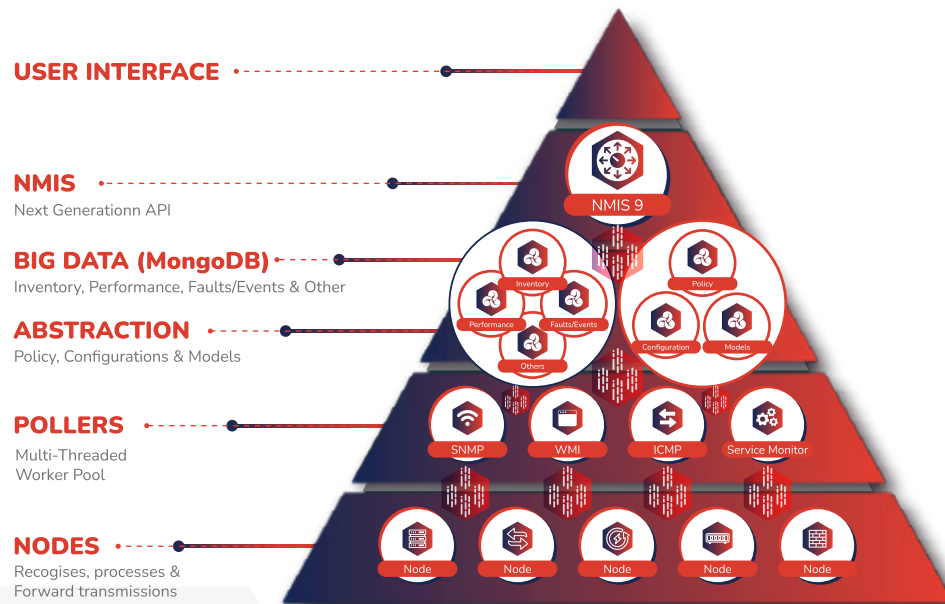 USER INTERFACE
NMIS
Next Generationn API
BIG DATA (MongoDB)
Inventory, Performance, Faults/Events & Other
ABSTRACTION
Policy, Configurations & Models
POLLERS
Multi-Threaded
Worker Pool
NODES
Recogises, processes &
Forward transmissions
NMIS 9
Inventory
Performance
Faults/Events
Others
Policy
Configuration
Models
SNMP
WMI
ICMP
Service Monitor
Node
Node
Node
Node
Node